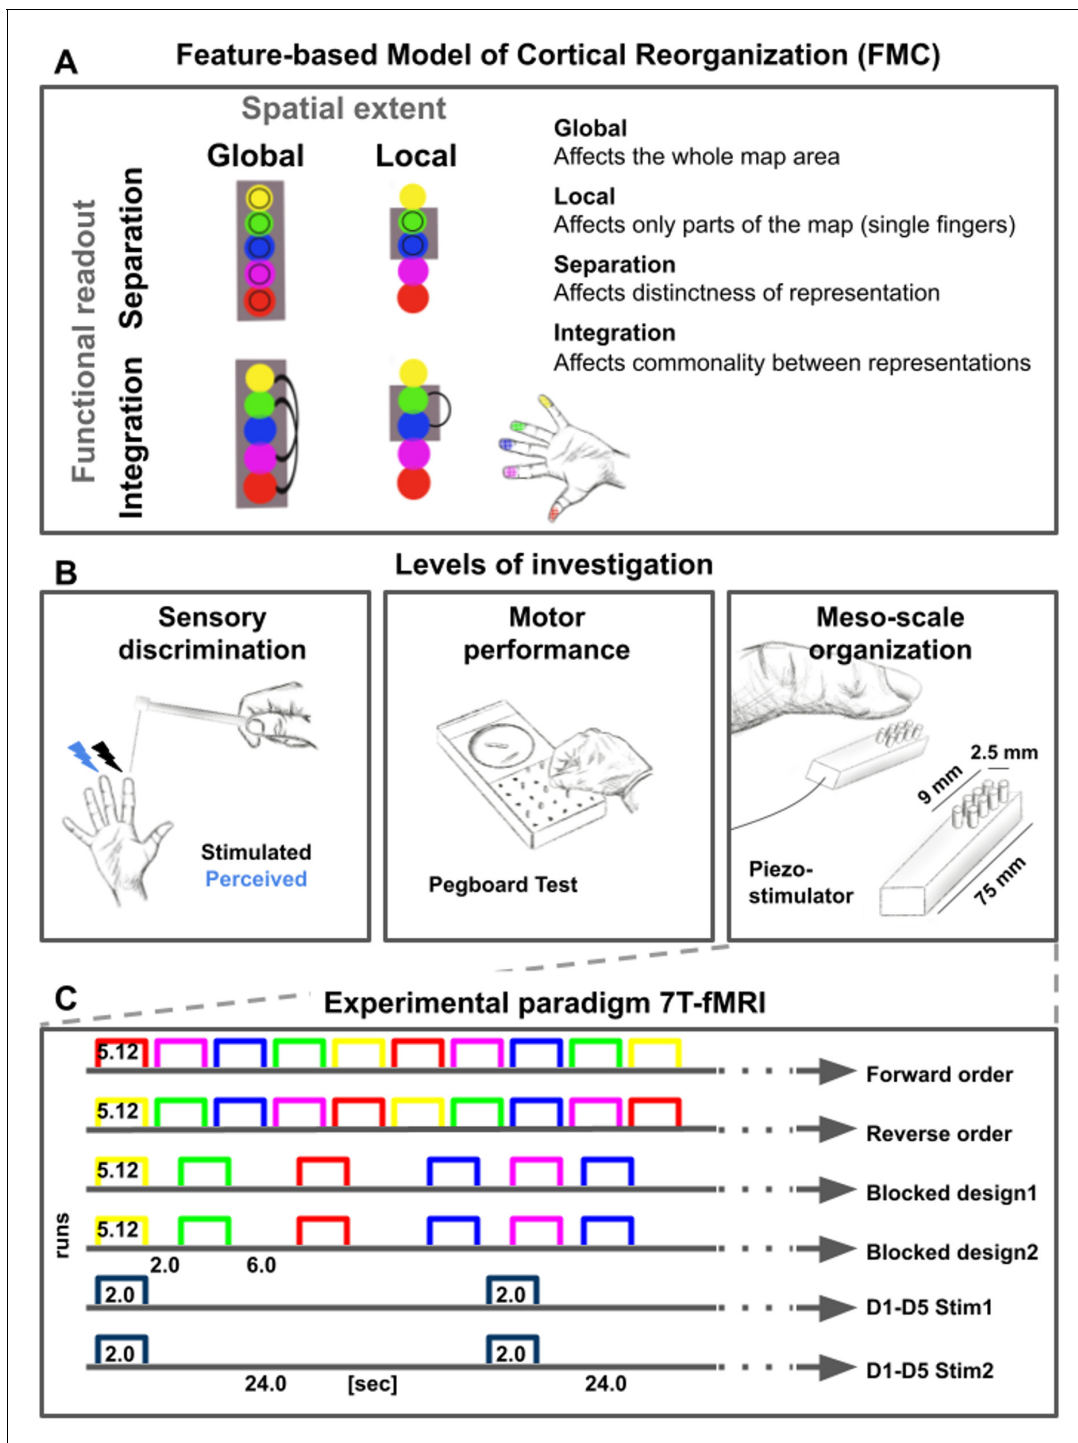 A
Feature-based Model of Cortical Reorganization (FMC)
Spatial extent
Global
Local
Functional readout
Separation
Integration
Global
Affects the whole map area
Local
Affects only parts of the map (single fingers)
Separation
Affects distinctness of representation
Integration
Affects commonality between representations
B
Levels of investigation
Sensory
discrimination
Stimulated
Perceived
Motor
performance
Pegboard Test
Meso-scale
organization
2.5 mm
9 mm
75 mm
Piezo-
stimulator
C
Experimental paradigm 7T-fMRI
runs
5.12
Forward order
5.12
Reverse order
5.12
Blocked design1
5.12
Blocked design2
2.0
6.0
2.0
2.0
D1-D5 Stim1
2.0
2.0
D1-D5 Stim2
24.0
[sec]
24.0